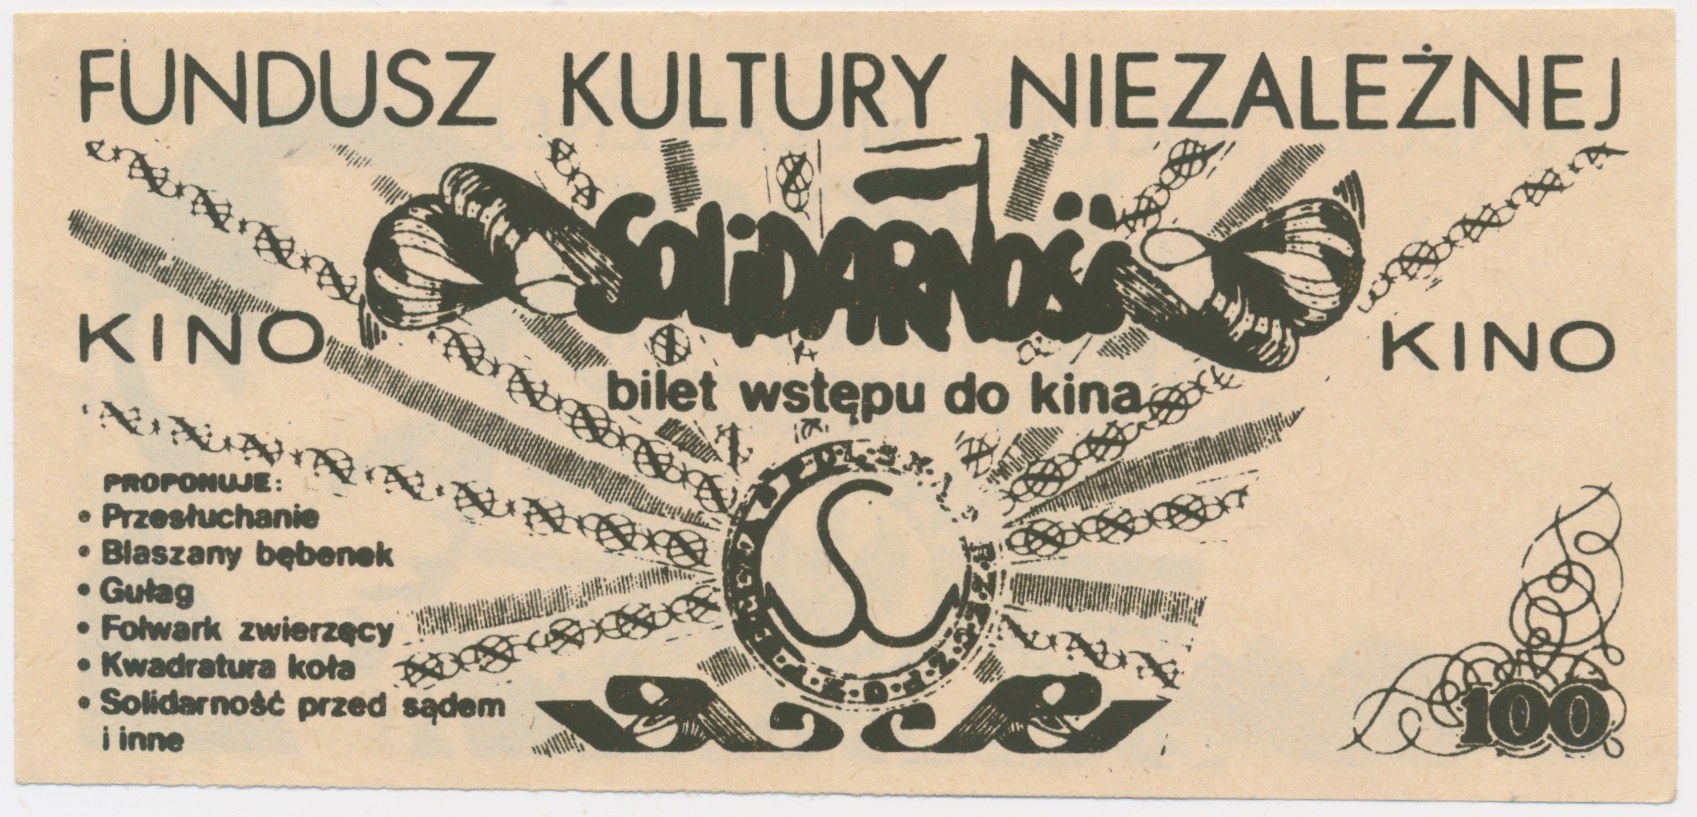 FUNDUSZ KULTURY NIEZALEŻNEJ
SOLIDARNOŚĆ
KINO
KINO
bilet wstępu do kina
PROPONUJE:
• Przesłuchanie
• Blaszany bębenek
• Gułag
• Folwark zwierzęcy
• Kwadratura koła
• Solidarność przed sądem
i inne
100